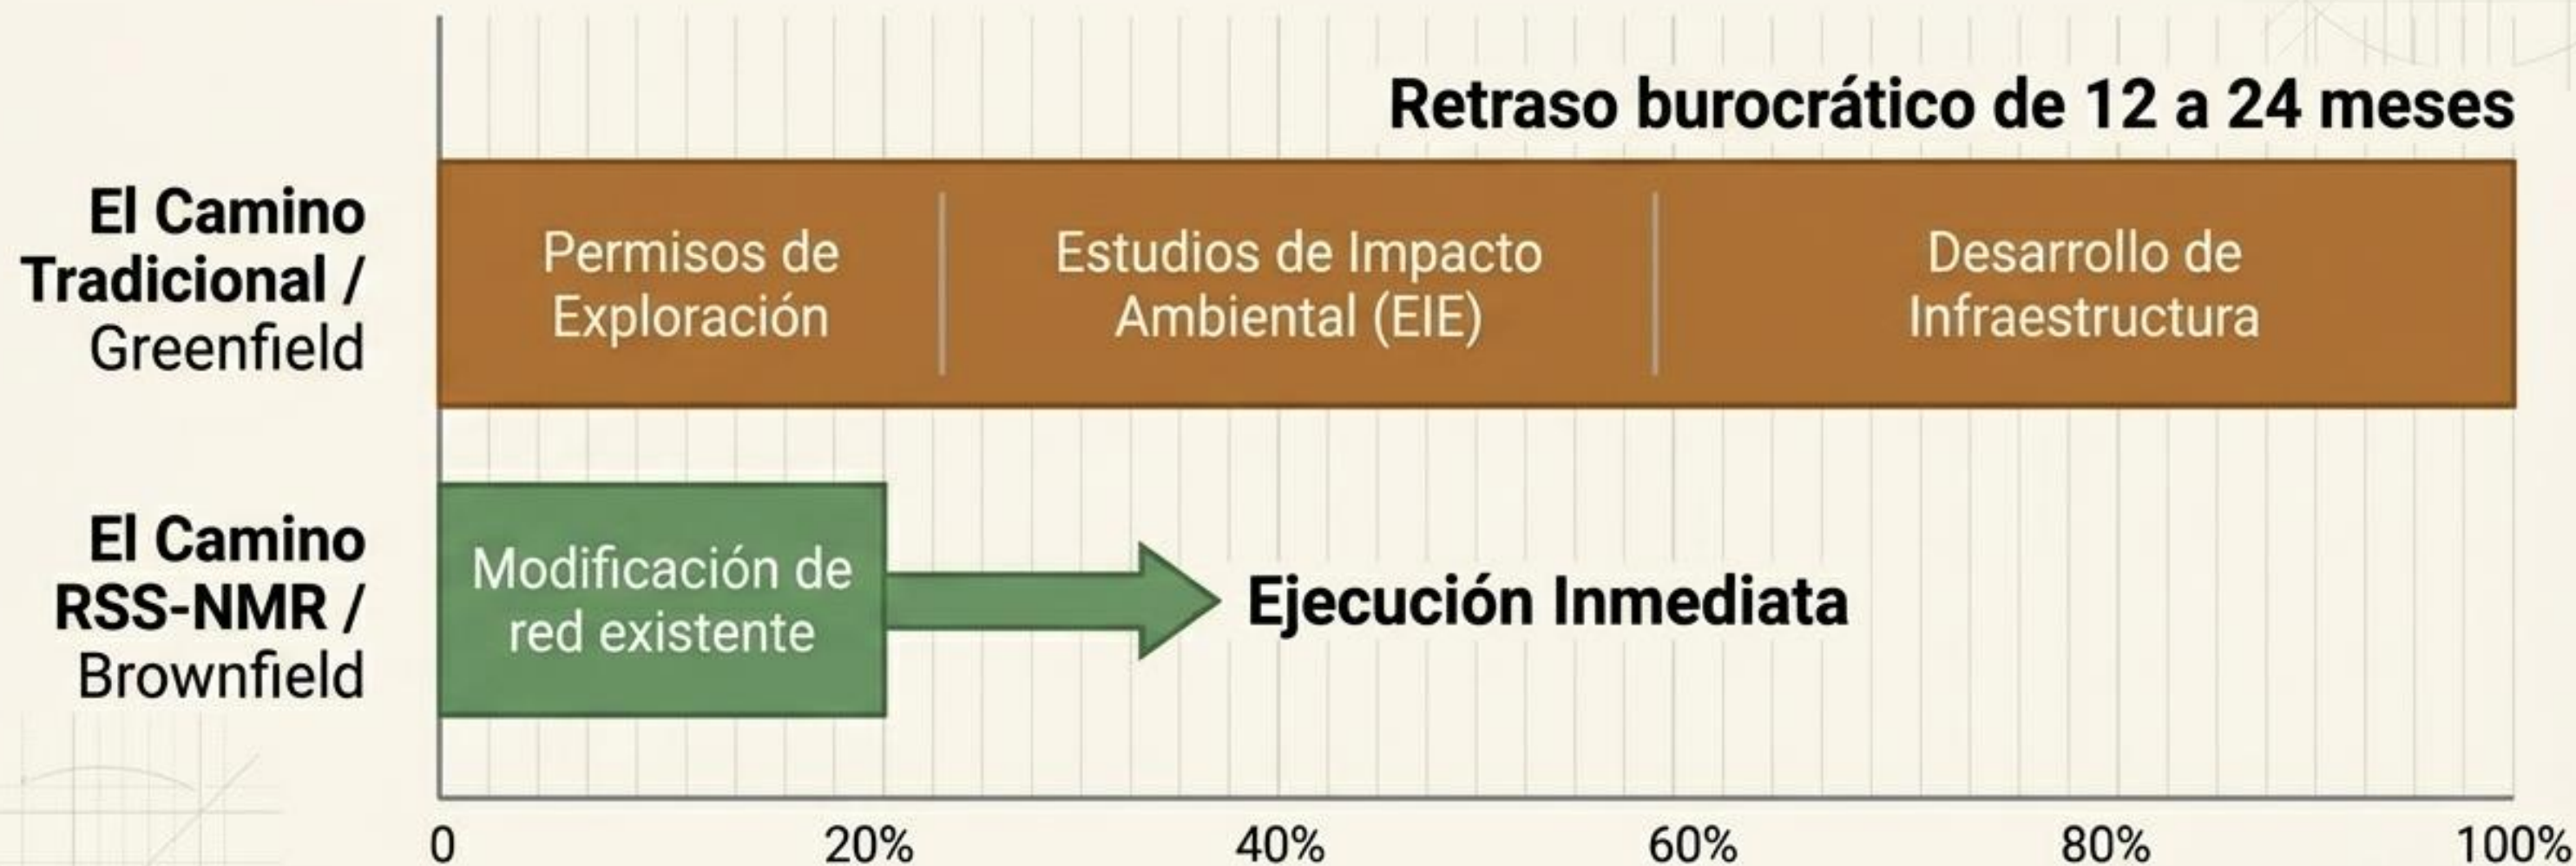 Retraso burocrático de 12 a 24 meses
El Camino
Tradicional /
Greenfield
Permisos de
Exploración
Estudios de Impacto
Ambiental (EIE)
Desarrollo de
Infraestructura
El Camino
RSS-NMR /
Brownfield
Modificación de
red existente
Ejecución Inmediata
0 20% 40% 60% 80% 100%